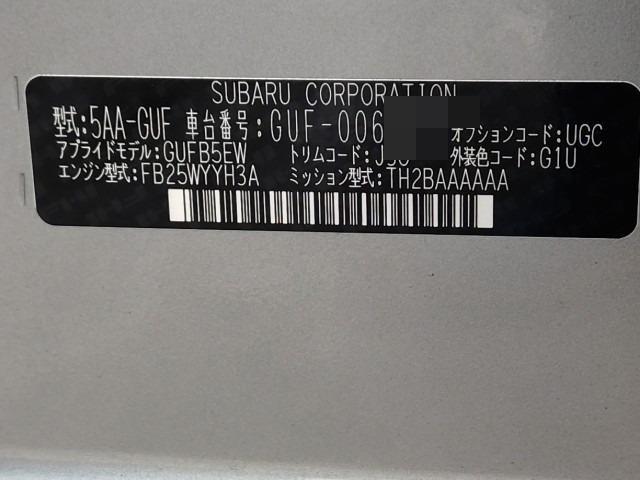 SUBARU CORPORATION
型式:5AA-GUF 車台番号:GUF-006
アプライドモデル:GUFB5EW トリムコード: オプションコード:UGC
エンジン型式:FB25WYYH3A ミッション型式:TH2BAAAAAA 外装色コード:G1U